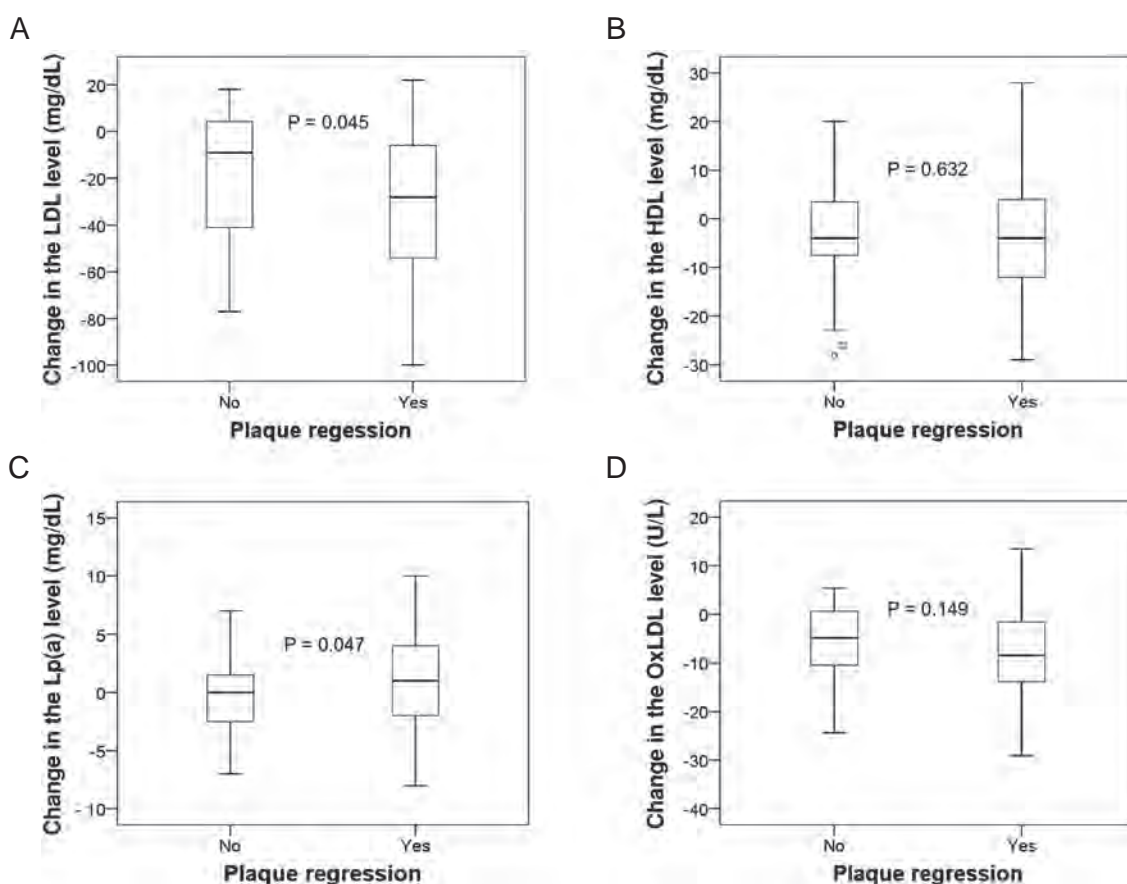 A
Change in the LDL level (mg/dL)
20
0
-20
-40
-60
-80
-100
P = 0.045
No
Yes
Plaque regession
B
Change in the HDL level (mg/dL)
30
20
10
0
-10
-20
-30
P = 0.632
No
Yes
Plaque regression
C
Change in the Lp(a) level (mg/dL)
15
10
5
0
-5
-10
P = 0.047
No
Yes
Plaque regression
D
Change in the OxLDL level (U/L)
20
10
0
-10
-20
-30
-40
P = 0.149
No
Yes
Plaque regression